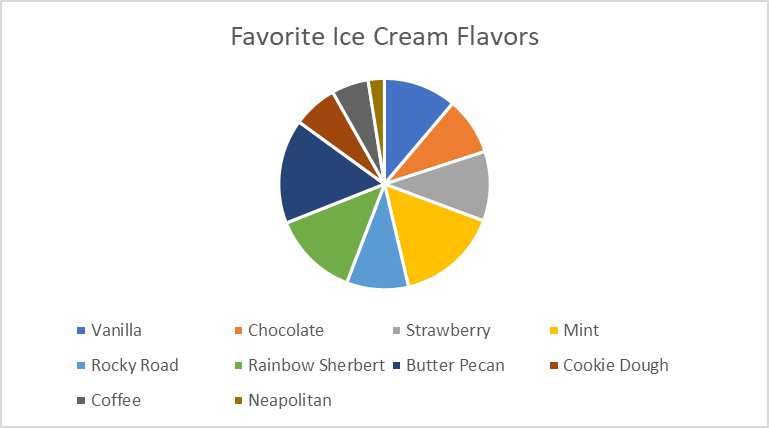 Favorite Ice Cream Flavors
Vanilla Chocolate Strawberry Mint
Rocky Road Rainbow Sherbert Butter Pecan Cookie Dough
Coffee Neapolitan